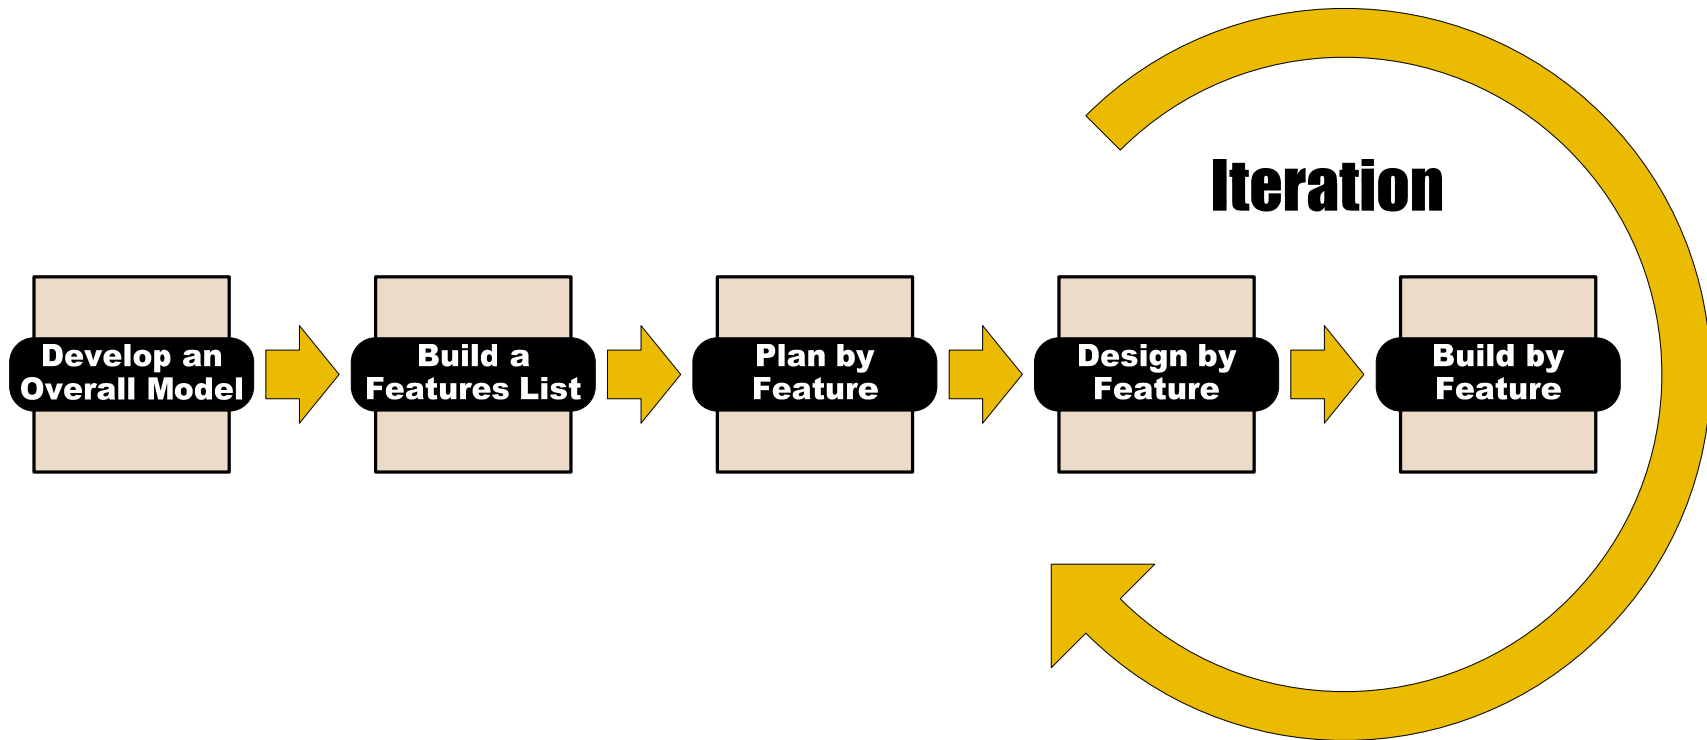 Iteration
Develop an
Overall Model
Build a
Features List
Plan by
Feature
Design by
Feature
Build by
Feature